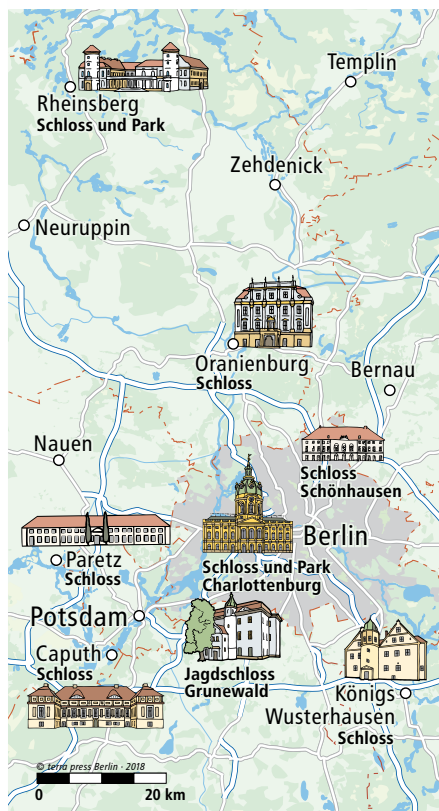 Templin
Rheinsberg
Schloss und Park
Zehdenick
Neuruppin
Oranienburg
Schloss
Bernau
Nauen
Schloss
Schönhausen
Berlin
Paretz
Schloss
Schloss und Park
Charlottenburg
Potsdam
Caputh
Schloss
Jagdschloss
Grunewald
Königs
Wusterhausen
Schloss
© terra press Berlin · 2018
0 20 km